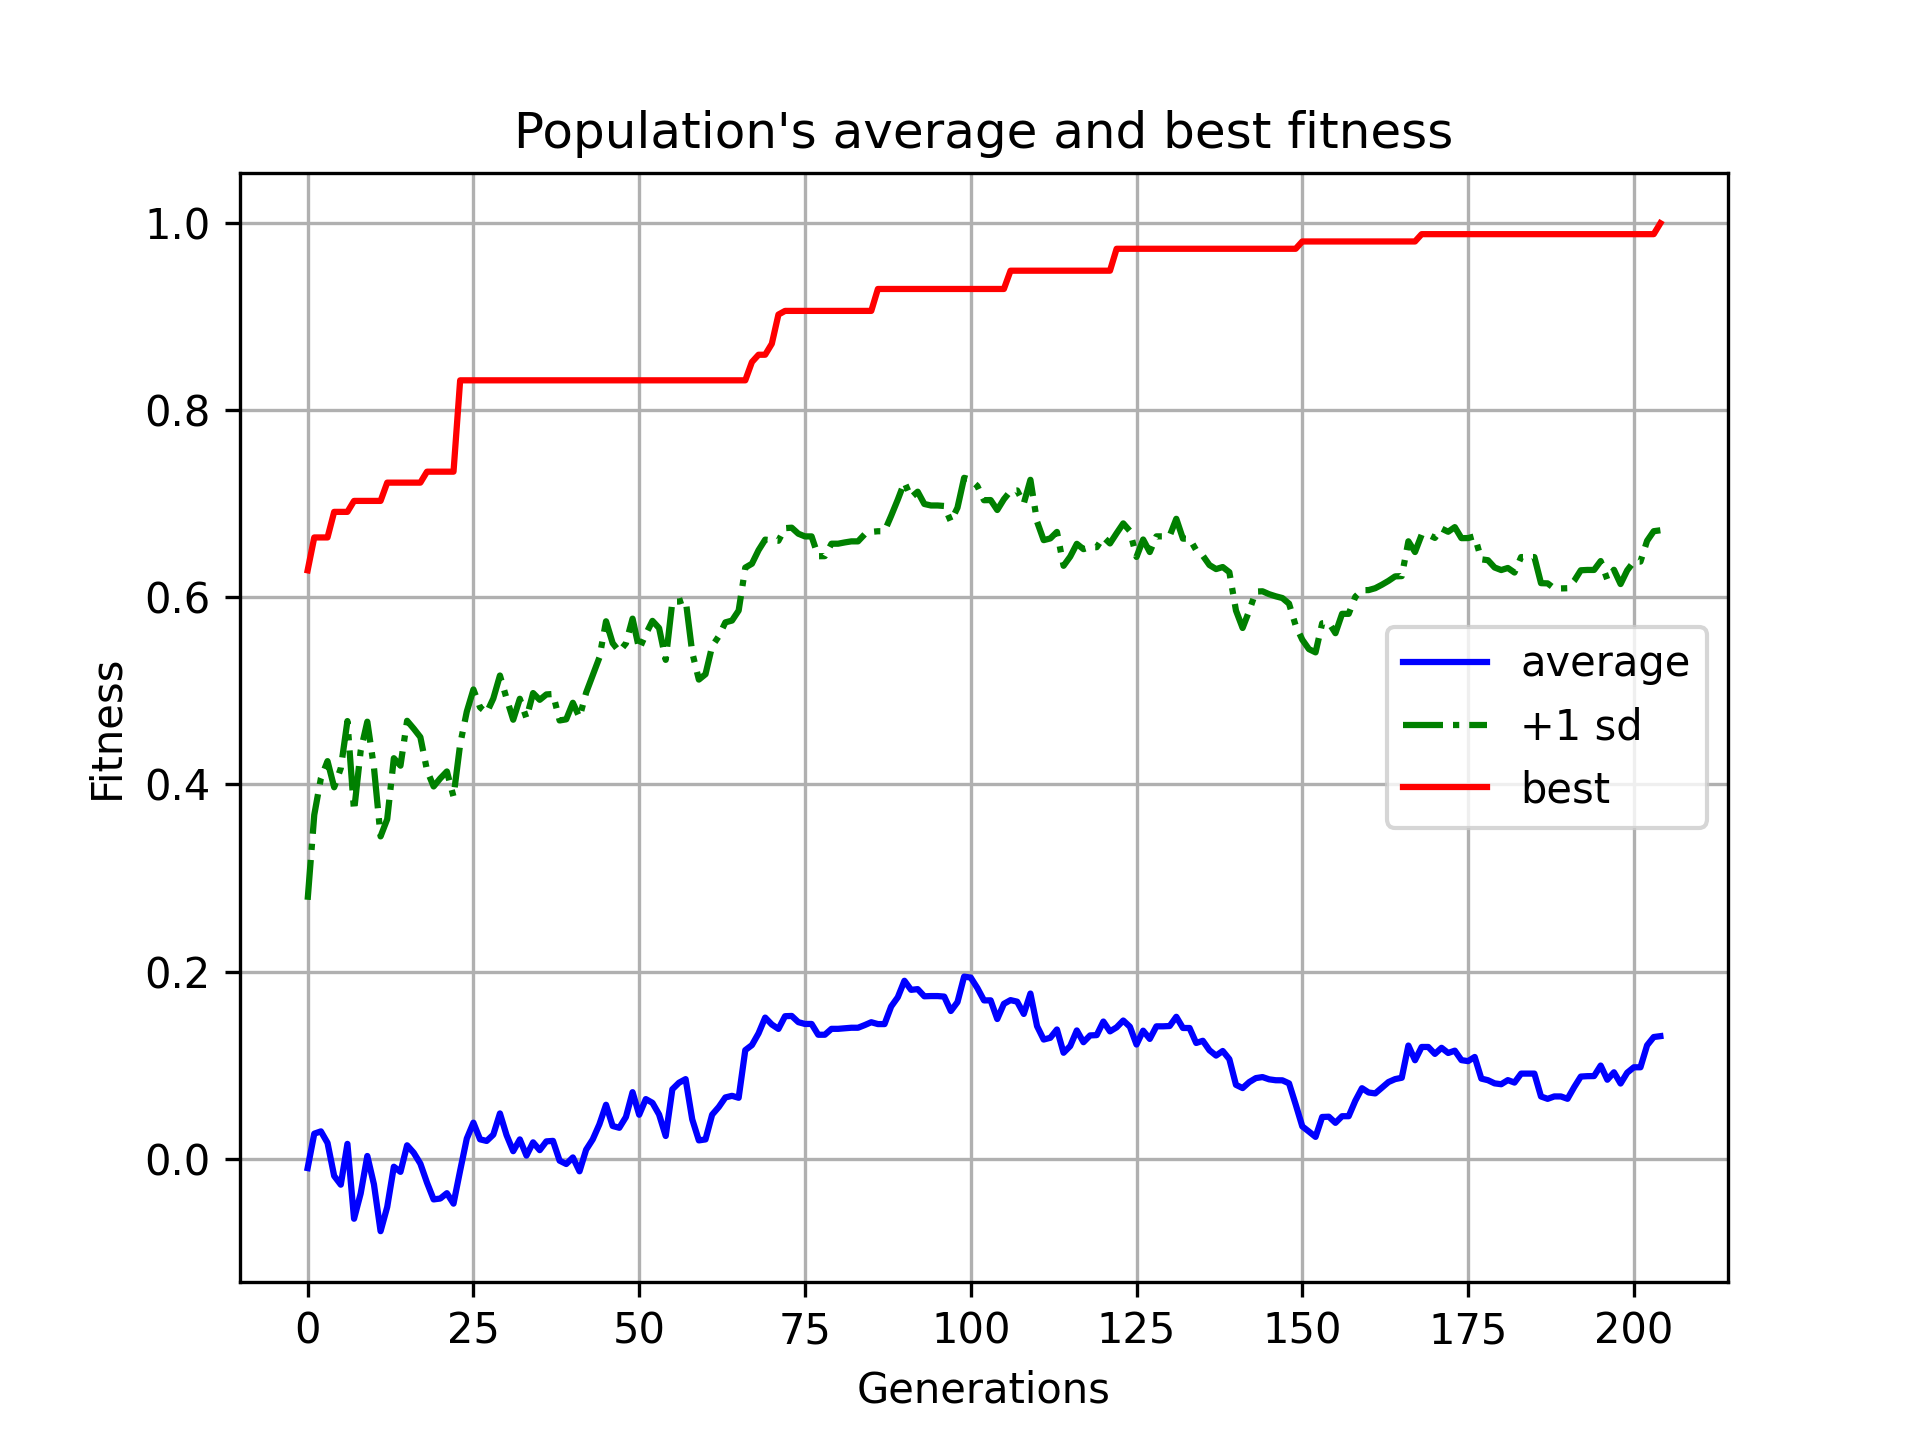 Population's average and best fitness
1.0
0.8
0.6
0.4
0.2
0.0
Fitness
average
+1 sd
best
0 25 50 75 100 125 150 175 200
Generations